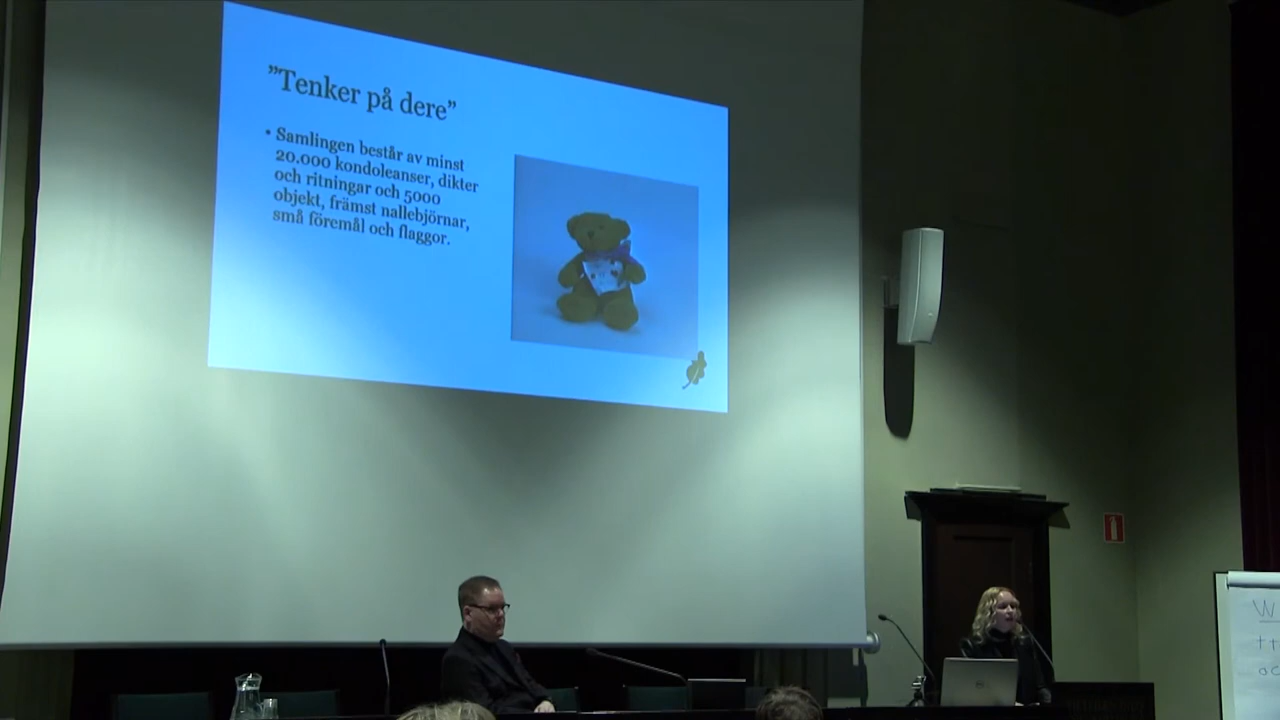 ”Tenker på dere”
• Samlingen består av minst
20.000 kondoleanser, dikter
och ritningar och 5000
objekt, främst nallebjörnar,
små föremål och flaggor.
W